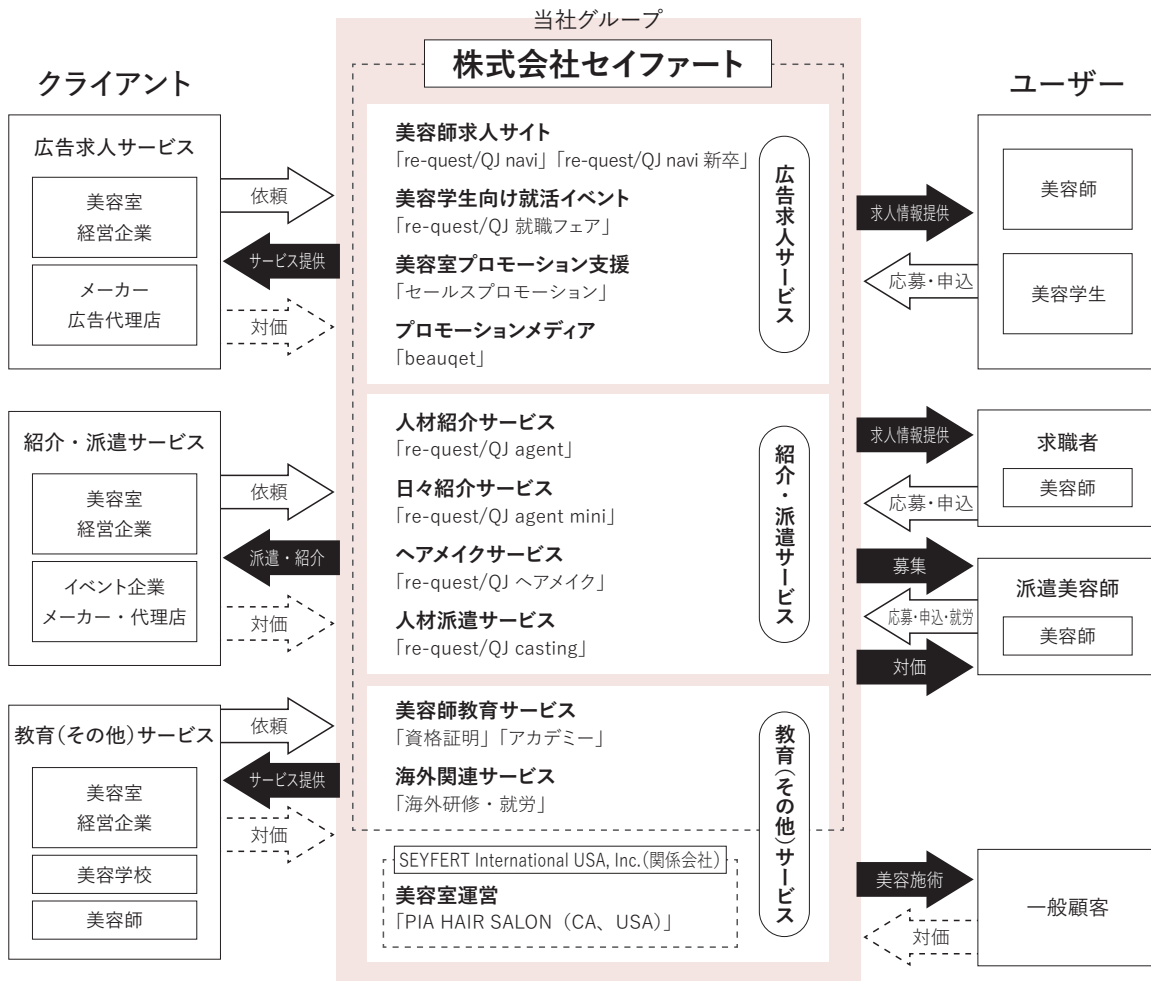 当社グループ
株式会社セイファート
クライアント
広告求人サービス
美容室
経営企業
メーカー
広告代理店
依頼
サービス提供
対価
美容師求人サイト
「re-quest/QJ navi」「re-quest/QJ navi 新卒」
美容学生向け就活イベント
「re-quest/QJ 就職フェア」
美容室プロモーション支援
「セールスプロモーション」
プロモーションメディア
「beauqet」
広告求人サービス
ユーザー
求人情報提供
応募・申込
美容師
美容学生
紹介・派遣サービス
美容室
経営企業
イベント企業
メーカー・代理店
依頼
派遣・紹介
対価
人材紹介サービス
「re-quest/QJ agent」
日々紹介サービス
「re-quest/QJ agent mini」
ヘアメイクサービス
「re-quest/QJ ヘアメイク」
人材派遣サービス
「re-quest/QJ casting」
紹介・派遣サービス
求人情報提供
応募・申込
求職者
美容師
募集
応募・申込・就労
対価
派遣美容師
美容師
教育（その他）サービス
美容室
経営企業
美容学校
美容師
依頼
サービス提供
対価
美容師教育サービス
「資格証明」「アカデミー」
海外関連サービス
「海外研修・就労」
SEYFERT International USA, Inc.（関係会社）
美容室運営
「PIA HAIR SALON（CA、USA）」
教育（その他）サービス
美容施術
対価
一般顧客